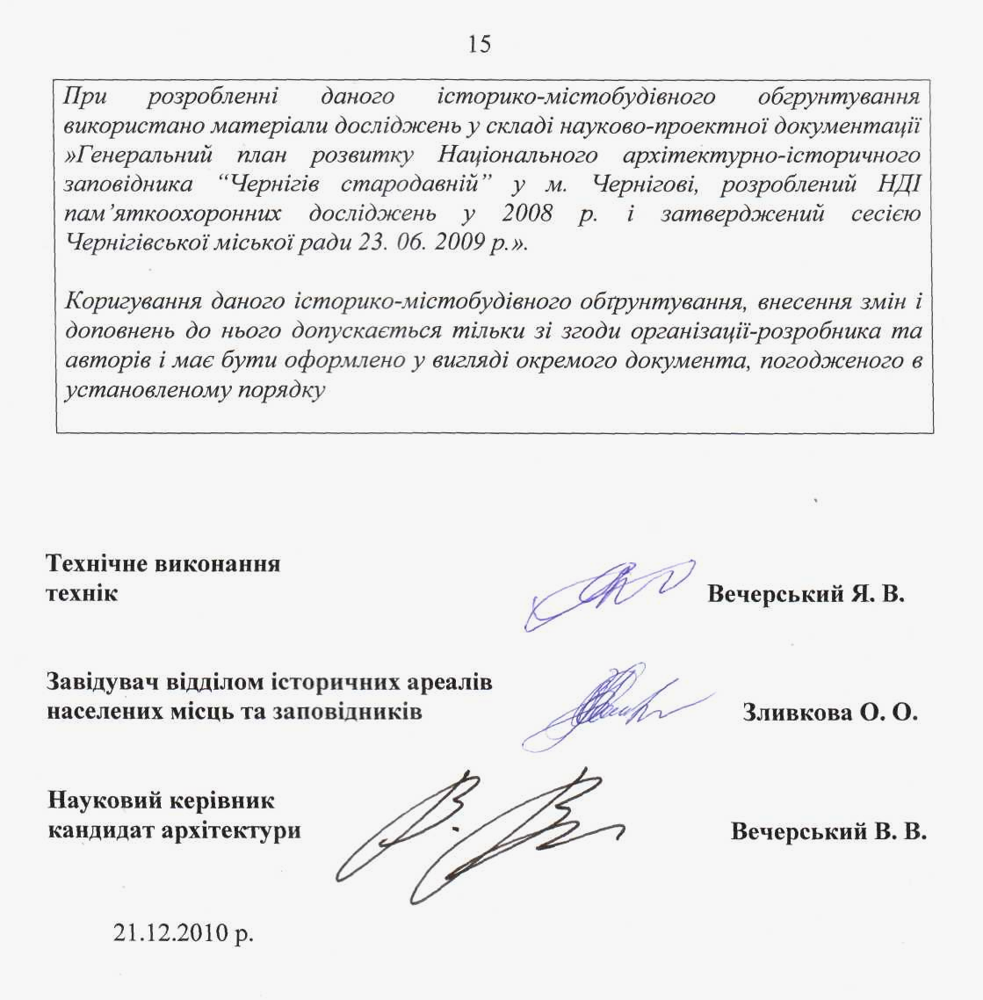 15
При розробленні даного історико-містобудівного обгрунтування
використано матеріали досліджень у складі науково-проектної документації
»Генеральний план розвитку Національного архітектурно-історичного
заповідника “Чернігів стародавній” у м. Чернігові, розроблений НДІ
пам’яткоохоронних досліджень у 2008 р. і затверджений сесією
Чернігівської міської ради 23. 06. 2009 р.».
Коригування даного історико-містобудівного обґрунтування, внесення змін і
доповнень до нього допускається тільки зі згоди організації-розробника та
авторів і має бути оформлено у вигляді окремого документа, погодженого в
установленому порядку
Технічне виконання
технік Вечерський Я. В.
Завідувач відділом історичних ареалів
населених місць та заповідників Зливкова О. О.
Науковий керівник
кандидат архітектури Вечерський В. В.
21.12.2010 р.